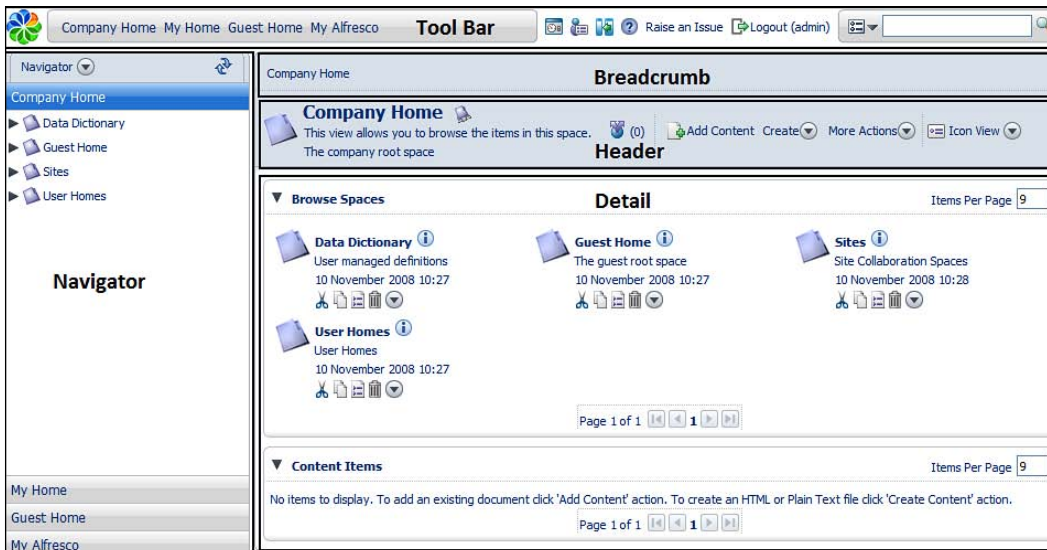 Company Home My Home Guest Home My Alfresco Tool Bar Raise an Issue Logout (admin)
Navigator
Company Home
Data Dictionary
Guest Home
Sites
User Homes
Navigator
My Home
Guest Home
My Alfresco
Company Home Breadcrumb
Company Home
This view allows you to browse the items in this space.
The company root space
(0) Add Content Create More Actions Icon View
Header
Browse Spaces Detail Items Per Page 9
Data Dictionary
User managed definitions
10 November 2008 10:27
Guest Home
The guest root space
10 November 2008 10:27
Sites
Site Collaboration Spaces
10 November 2008 10:28
User Homes
User Homes
10 November 2008 10:27
Page 1 of 1 1
Content Items Items Per Page 9
No items to display. To add an existing document click 'Add Content' action. To create an HTML or Plain Text file click 'Create Content' action.
Page 1 of 1 1